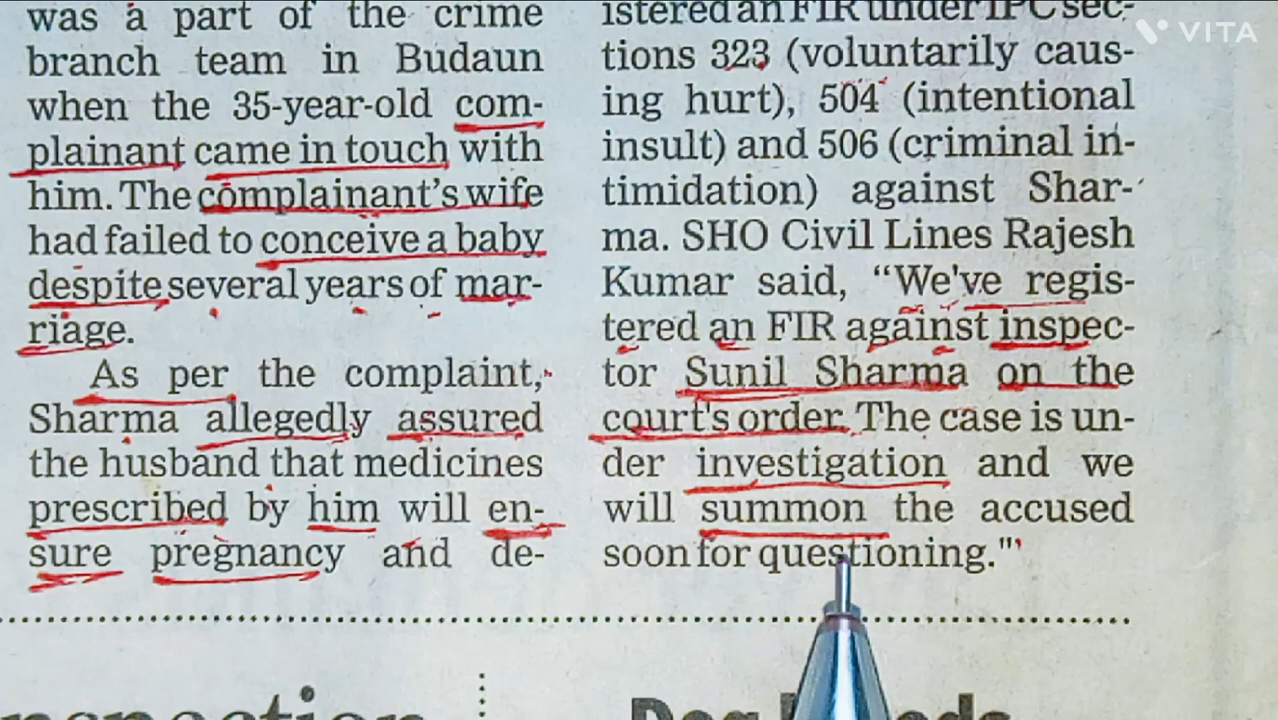 was a part of the crime
branch team in Budaun
when the 35-year-old com-
plainant came in touch with
him. The complainant's wife
had failed to conceive a baby
despite several years of mar-
riage.
As per the complaint,
Sharma allegedly assured
the husband that medicines
prescribed by him will en-
sure pregnancy and de-
istered an FIR under IPC sec-
tions 323 (voluntarily caus-
ing hurt), 504 (intentional
insult) and 506 (criminal in-
timidation) against Shar-
ma. SHO Civil Lines Rajesh
Kumar said, “We've regis-
tered an FIR against inspec-
tor Sunil Sharma on the
court's order. The case is un-
der investigation and we
will summon the accused
soon for questioning."
VITA